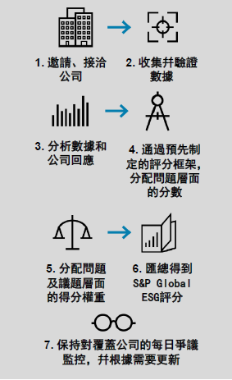 1. 邀請、接洽
公司
2. 收集幷驗證
數據
3. 分析數據和
公司回應
4. 通過預先制
定的評分框架，
分配問題層面
的分數
5. 分配問題
及議題層面
的得分權重
6. 匯總得到
S&P Global
ESG評分
7. 保持對覆蓋公司的每日爭議
監控，幷根據需要更新